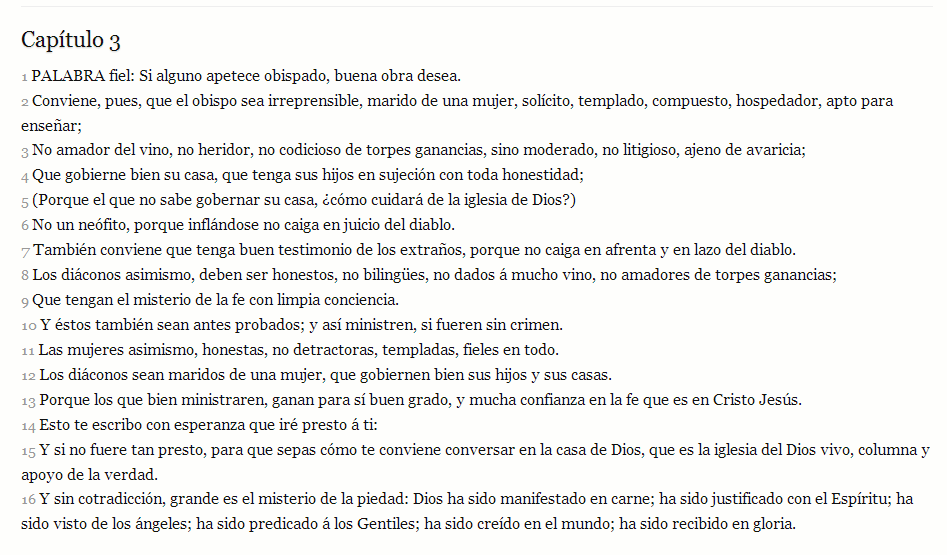 Capítulo 3
1 PALABRA fiel: Si alguno apetece obispado, buena obra desea.
2 Conviene, pues, que el obispo sea irreprensible, marido de una mujer, solícito, templado, compuesto, hospedador, apto para
enseñar;
3 No amador del vino, no heridor, no codicioso de torpes ganancias, sino moderado, no litigioso, ajeno de avaricia;
4 Que gobierne bien su casa, que tenga sus hijos en sujeción con toda honestidad;
5 (Porque el que no sabe gobernar su casa, ¿cómo cuidará de la iglesia de Dios?)
6 No un neófito, porque inflándose no caiga en juicio del diablo.
7 También conviene que tenga buen testimonio de los extraños, porque no caiga en afrenta y en lazo del diablo.
8 Los diáconos asimismo, deben ser honestos, no bilingües, no dados á mucho vino, no amadores de torpes ganancias;
9 Que tengan el misterio de la fe con limpia conciencia.
10 Y éstos también sean antes probados; y así ministren, si fueren sin crimen.
11 Las mujeres asimismo, honestas, no detractoras, templadas, fieles en todo.
12 Los diáconos sean maridos de una mujer, que gobiernen bien sus hijos y sus casas.
13 Porque los que bien ministraren, ganan para sí buen grado, y mucha confianza en la fe que es en Cristo Jesús.
14 Esto te escribo con esperanza que iré presto á ti:
15 Y si no fuere tan presto, para que sepas cómo te conviene conversar en la casa de Dios, que es la iglesia del Dios vivo, columna y
apoyo de la verdad.
16 Y sin cotradicción, grande es el misterio de la piedad: Dios ha sido manifestado en carne; ha sido justificado con el Espíritu; ha
sido visto de los ángeles; ha sido predicado á los Gentiles; ha sido creído en el mundo; ha sido recibido en gloria.